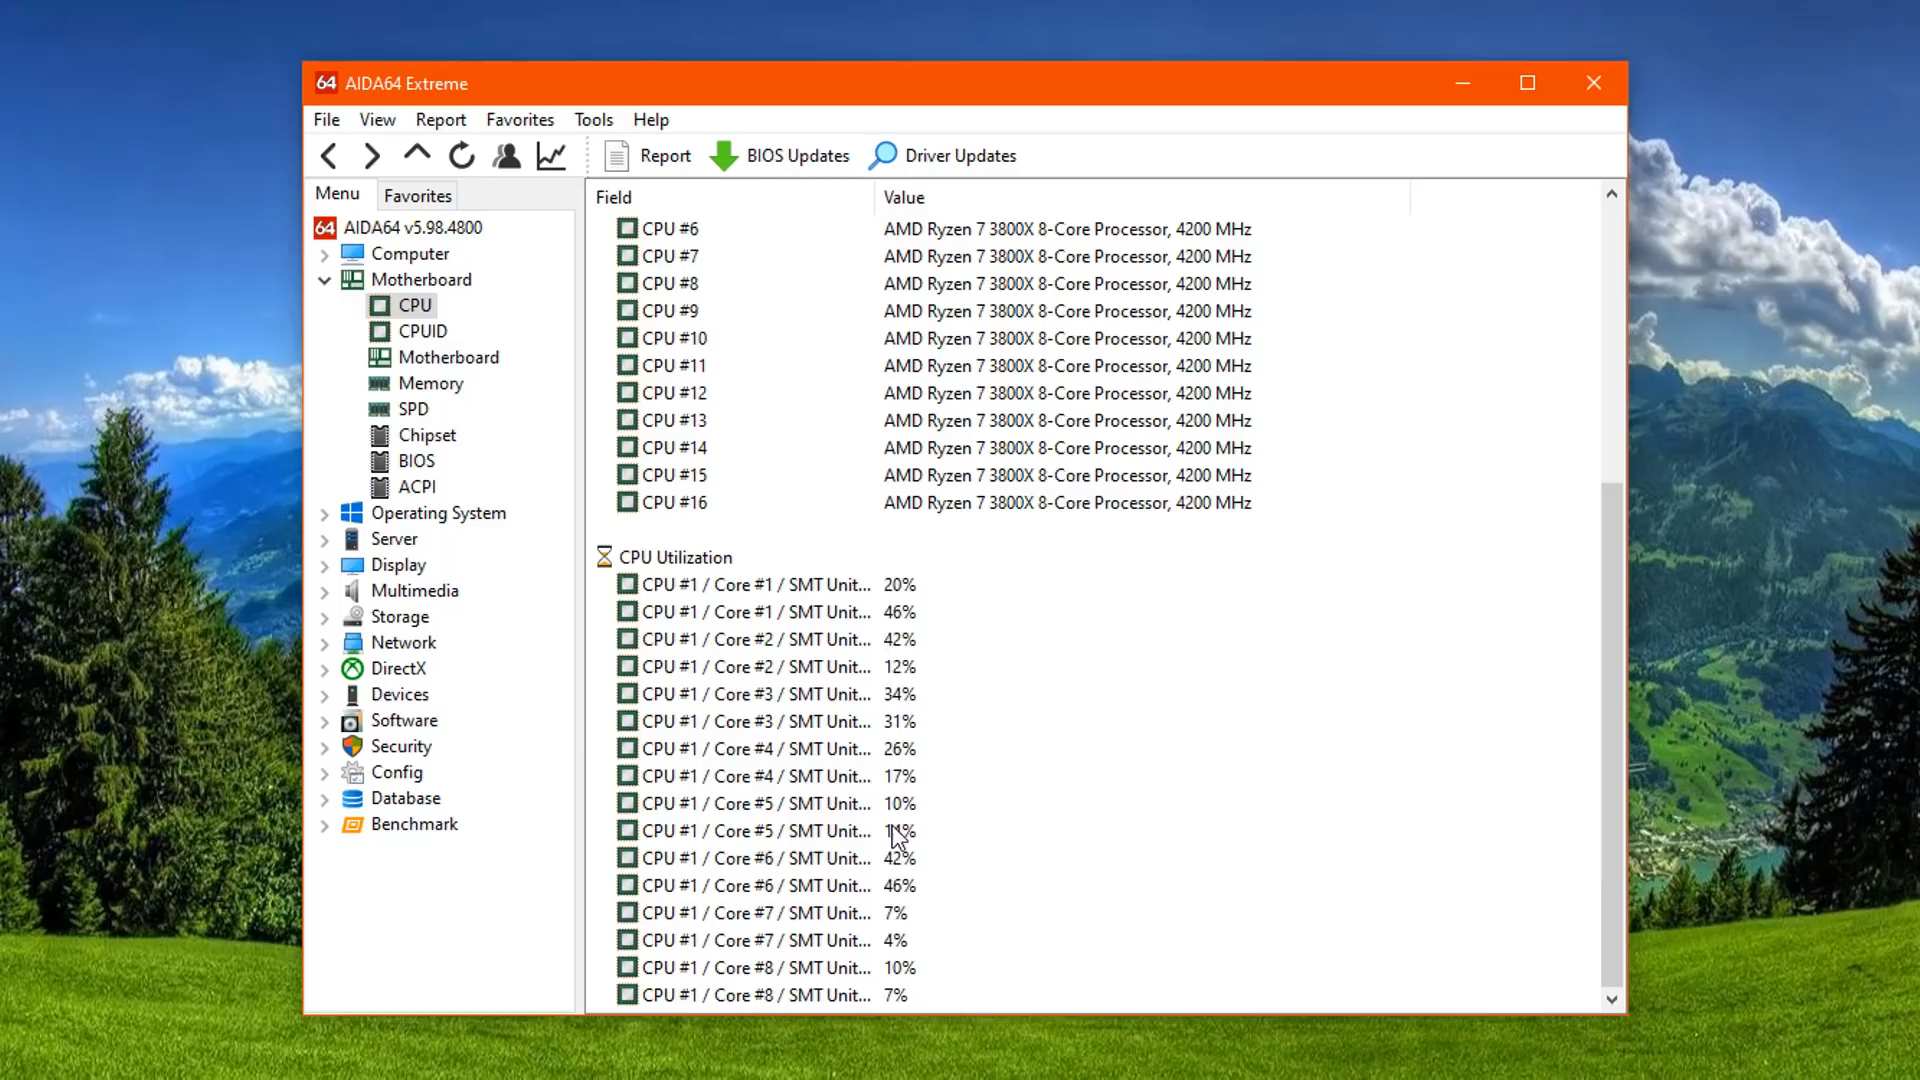 64 AIDA64 Extreme
File View Report Favorites Tools Help
Report BIOS Updates Driver Updates
Menu Favorites
64 AIDA64 v5.98.4800
Computer
Motherboard
CPU
CPUID
Motherboard
Memory
SPD
Chipset
BIOS
ACPI
Operating System
Server
Display
Multimedia
Storage
Network
DirectX
Devices
Software
Security
Config
Database
Benchmark
Field Value
CPU #6 AMD Ryzen 7 3800X 8-Core Processor, 4200 MHz
CPU #7 AMD Ryzen 7 3800X 8-Core Processor, 4200 MHz
CPU #8 AMD Ryzen 7 3800X 8-Core Processor, 4200 MHz
CPU #9 AMD Ryzen 7 3800X 8-Core Processor, 4200 MHz
CPU #10 AMD Ryzen 7 3800X 8-Core Processor, 4200 MHz
CPU #11 AMD Ryzen 7 3800X 8-Core Processor, 4200 MHz
CPU #12 AMD Ryzen 7 3800X 8-Core Processor, 4200 MHz
CPU #13 AMD Ryzen 7 3800X 8-Core Processor, 4200 MHz
CPU #14 AMD Ryzen 7 3800X 8-Core Processor, 4200 MHz
CPU #15 AMD Ryzen 7 3800X 8-Core Processor, 4200 MHz
CPU #16 AMD Ryzen 7 3800X 8-Core Processor, 4200 MHz
CPU Utilization
CPU #1 / Core #1 / SMT Unit... 20%
CPU #1 / Core #1 / SMT Unit... 46%
CPU #1 / Core #2 / SMT Unit... 42%
CPU #1 / Core #2 / SMT Unit... 12%
CPU #1 / Core #3 / SMT Unit... 34%
CPU #1 / Core #3 / SMT Unit... 31%
CPU #1 / Core #4 / SMT Unit... 26%
CPU #1 / Core #4 / SMT Unit... 17%
CPU #1 / Core #5 / SMT Unit... 10%
CPU #1 / Core #5 / SMT Unit...
CPU #1 / Core #6 / SMT Unit... 42%
CPU #1 / Core #6 / SMT Unit... 46%
CPU #1 / Core #7 / SMT Unit... 7%
CPU #1 / Core #7 / SMT Unit... 4%
CPU #1 / Core #8 / SMT Unit... 10%
CPU #1 / Core #8 / SMT Unit... 7%